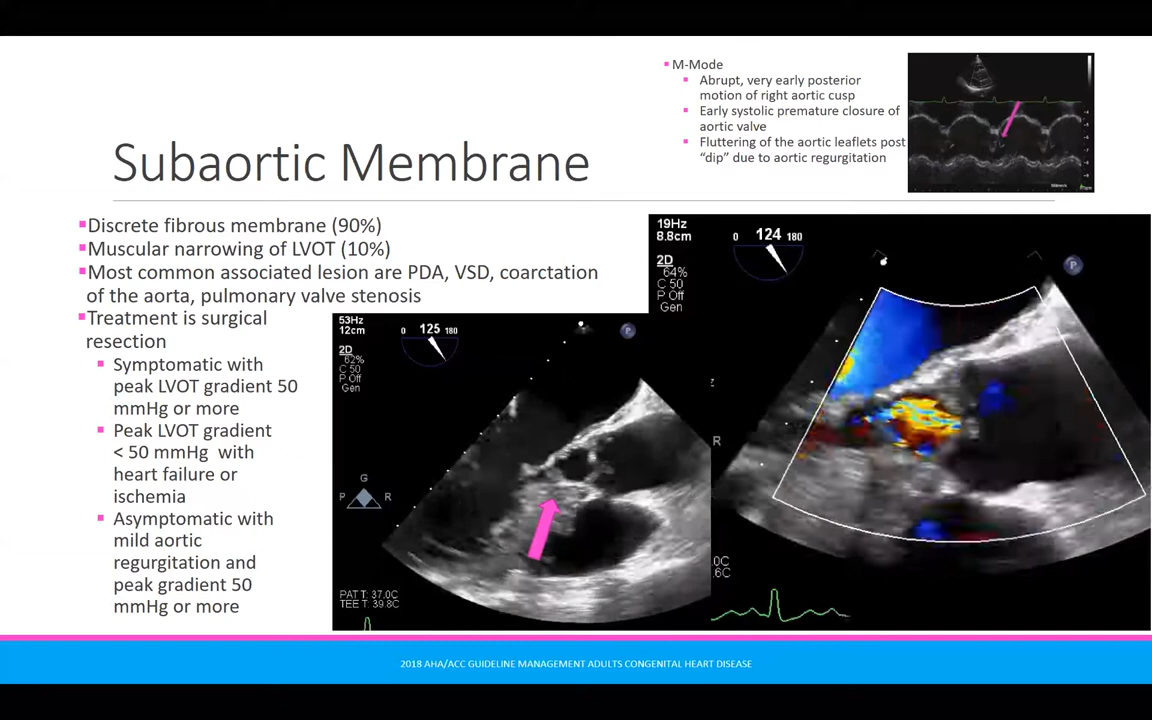 Subaortic Membrane
▪ M-Mode
▪ Abrupt, very early posterior
motion of right aortic cusp
▪ Early systolic premature closure of
aortic valve
▪ Fluttering of the aortic leaflets post
“dip” due to aortic regurgitation
▪Discrete fibrous membrane (90%)
▪Muscular narrowing of LVOT (10%)
▪Most common associated lesion are PDA, VSD, coarctation
of the aorta, pulmonary valve stenosis
▪Treatment is surgical
resection
▪ Symptomatic with
peak LVOT gradient 50
mmHg or more
▪ Peak LVOT gradient
< 50 mmHg with
heart failure or
ischemia
▪ Asymptomatic with
mild aortic
regurgitation and
peak gradient 50
mmHg or more
53Hz
12cm
0 125 180
P
2D
62%
C 50
P Off
Gen
G
P R
PAT T: 37.0C
TEE T: 39.8C
19Hz
8.8cm
0 124 180
P
2D
64%
C 50
P Off
Gen
R
.0C
.6C
2018 AHA/ACC GUIDELINE MANAGEMENT ADULTS CONGENITAL HEART DISEASE